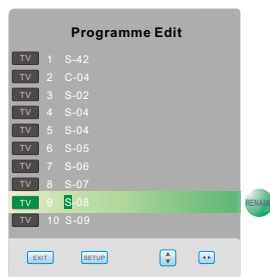 Programme Edit
TV 1 S-42
TV 2 C-04
TV 3 S-02
TV 4 S-04
TV 5 S-04
TV 6 S-05
TV 7 S-06
TV 8 S-07
TV 9 S-08
RENAME
TV 10 S-09
EXIT SETUP